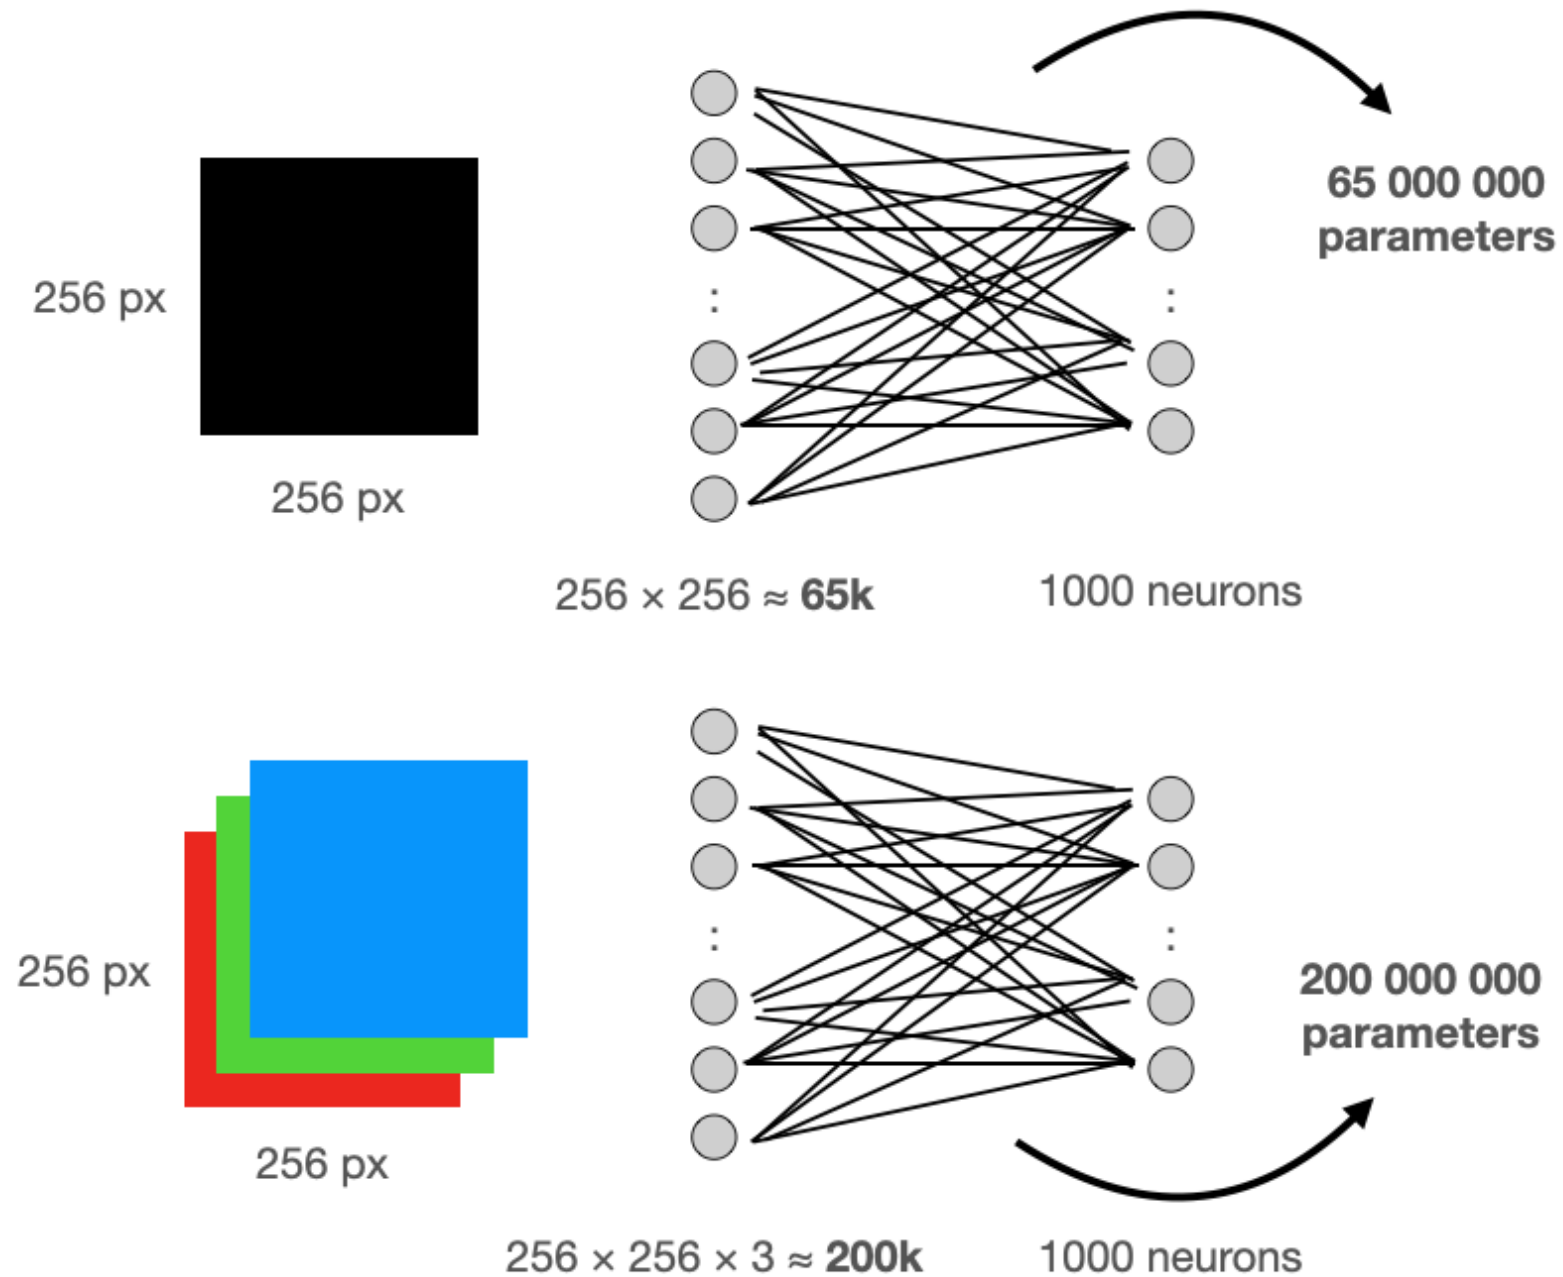 65 000 000
parameters
256 px
:
:
256 px
256 × 256 ≈ 65k
1000 neurons
:
:
256 px
200 000 000
parameters
256 px
256 × 256 × 3 ≈ 200k
1000 neurons